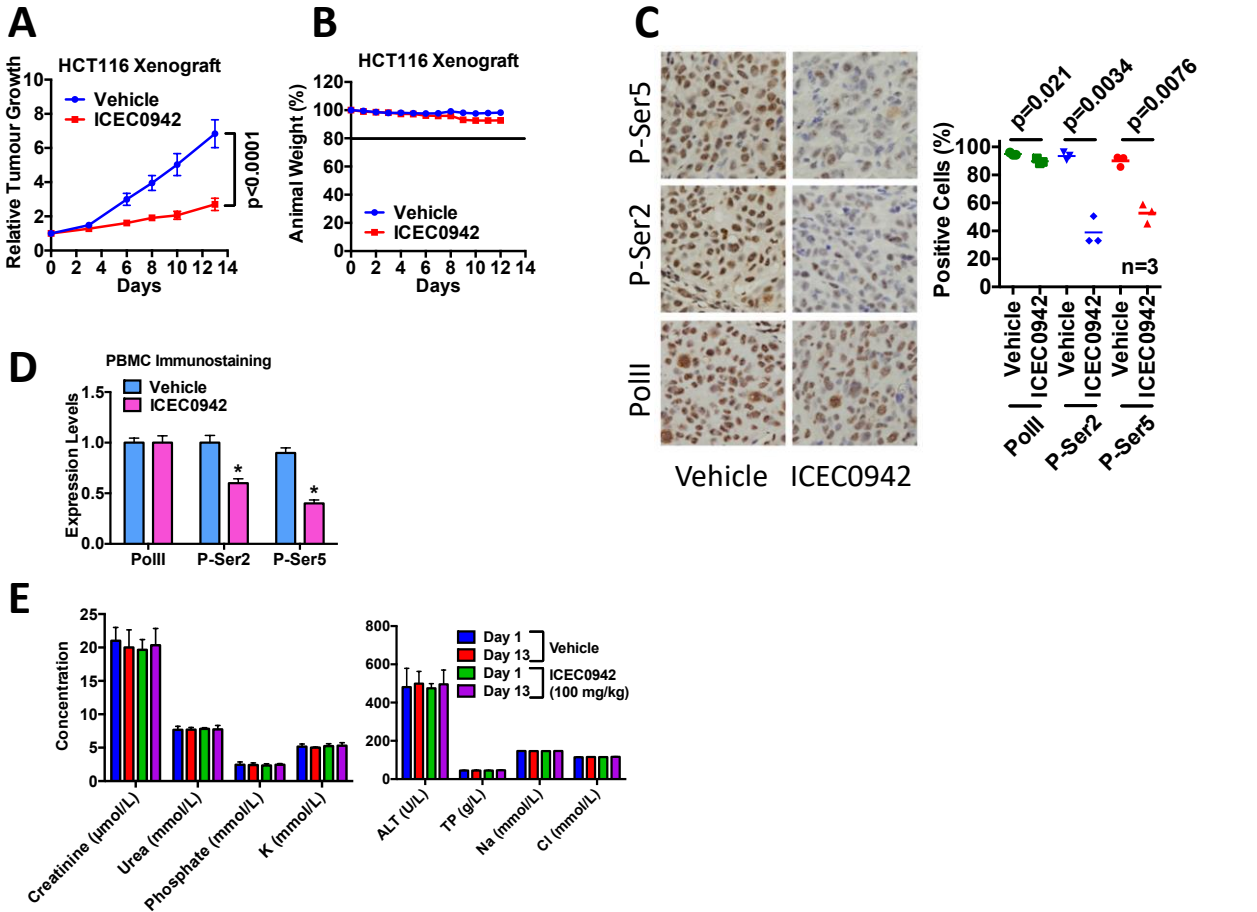 A
HCT116 Xenograft
Relative Tumour Growth
10
8
6
4
2
0
Vehicle
ICEC0942
p<0.0001
0 2 4 6 8 10 12 14
Days
B
HCT116 Xenograft
Animal Weight (%)
120
100
80
60
40
20
0
Vehicle
ICEC0942
0 2 4 6 8 10 12 14
Days
C
P-Ser5
P-Ser2
PolII
Vehicle ICEC0942
p=0.021
p=0.0034
p=0.0076
Positive Cells (%)
100
80
60
40
20
0
n=3
Vehicle
ICEC0942
Vehicle
ICEC0942
Vehicle
ICEC0942
PolII
P-Ser2
P-Ser5
D
PBMC Immunostaining
Expression Levels
1.5
1.0
0.5
0.0
Vehicle
ICEC0942
*
*
PolII P-Ser2 P-Ser5
E
Concentration
25
20
15
10
5
0
Creatinine (µmol/L)
Urea (mmol/L)
Phosphate (mmol/L)
K (mmol/L)
800
600
400
200
0
Day 1
Day 13
Vehicle
Day 1
Day 13
ICEC0942
(100 mg/kg)
ALT (U/L)
TP (g/L)
Na (mmol/L)
Cl (mmol/L)